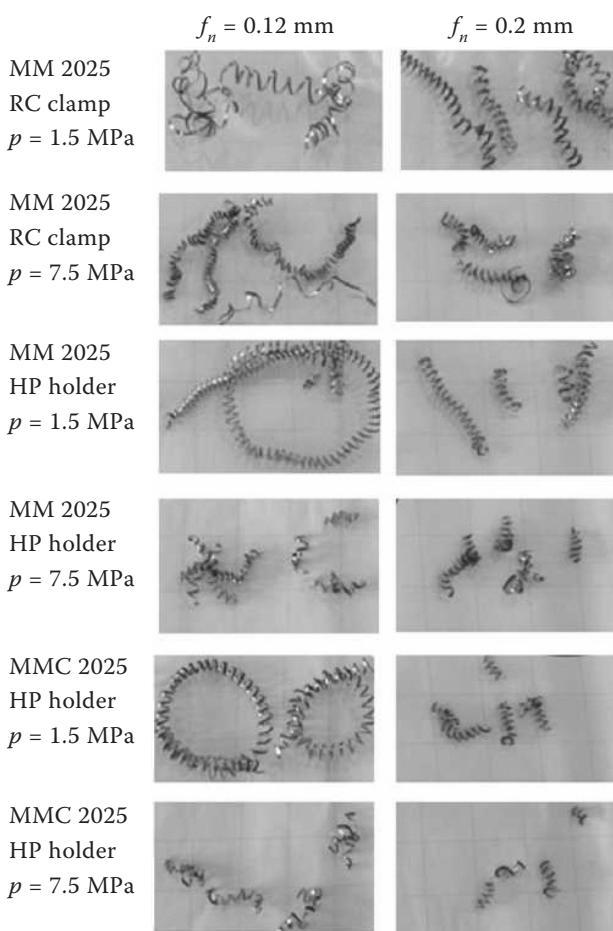 fₙ = 0.12 mm fₙ = 0.2 mm
MM 2025
RC clamp
p = 1.5 MPa
MM 2025
RC clamp
p = 7.5 MPa
MM 2025
HP holder
p = 1.5 MPa
MM 2025
HP holder
p = 7.5 MPa
MMC 2025
HP holder
p = 1.5 MPa
MMC 2025
HP holder
p = 7.5 MPa